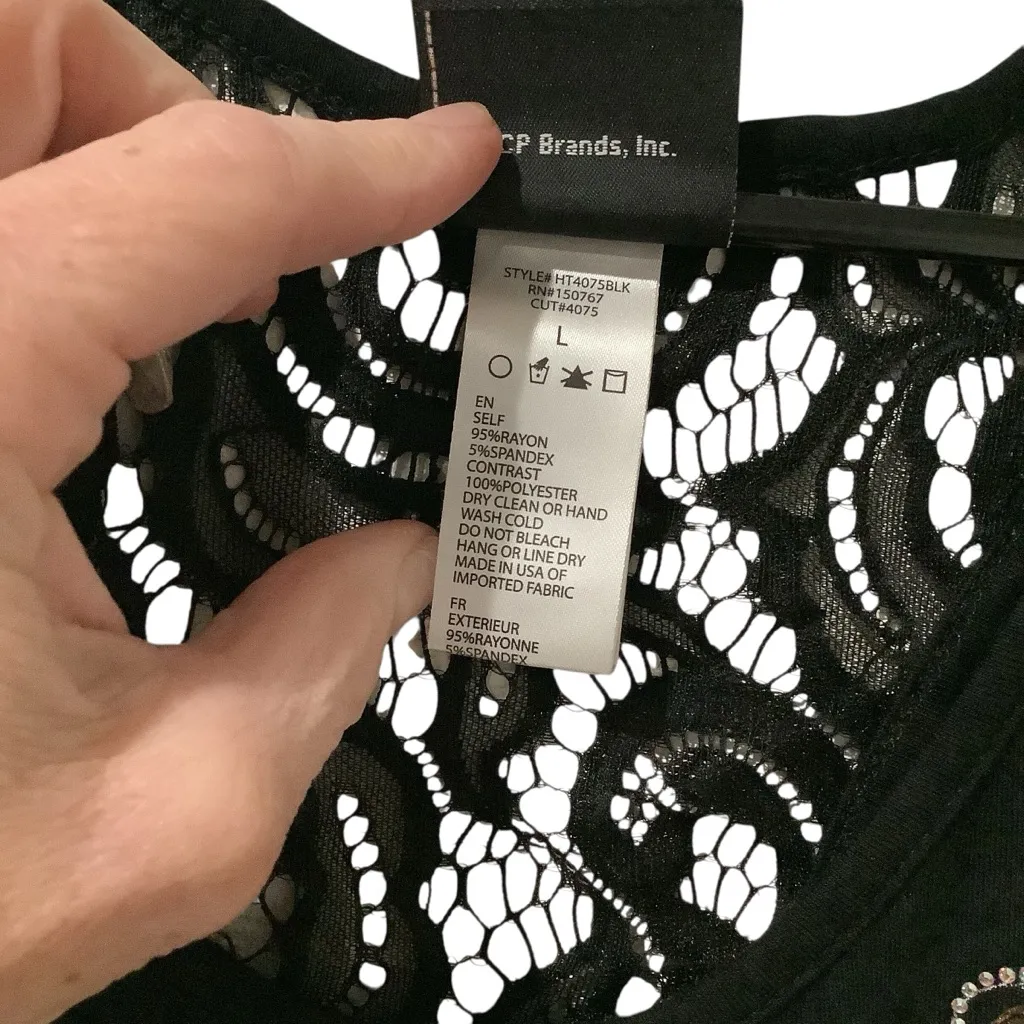 CP Brands, Inc.
STYLE# HT4075BLK
RN#150767
CUT#4075
L
EN
SELF
95%RAYON
5%SPANDEX
CONTRAST
100%POLYESTER
DRY CLEAN OR HAND
WASH COLD
DO NOT BLEACH
HANG OR LINE DRY
MADE IN USA OF
IMPORTED FABRIC
FR
EXTERIEUR
95%RAYONNE
5%SPANDEX